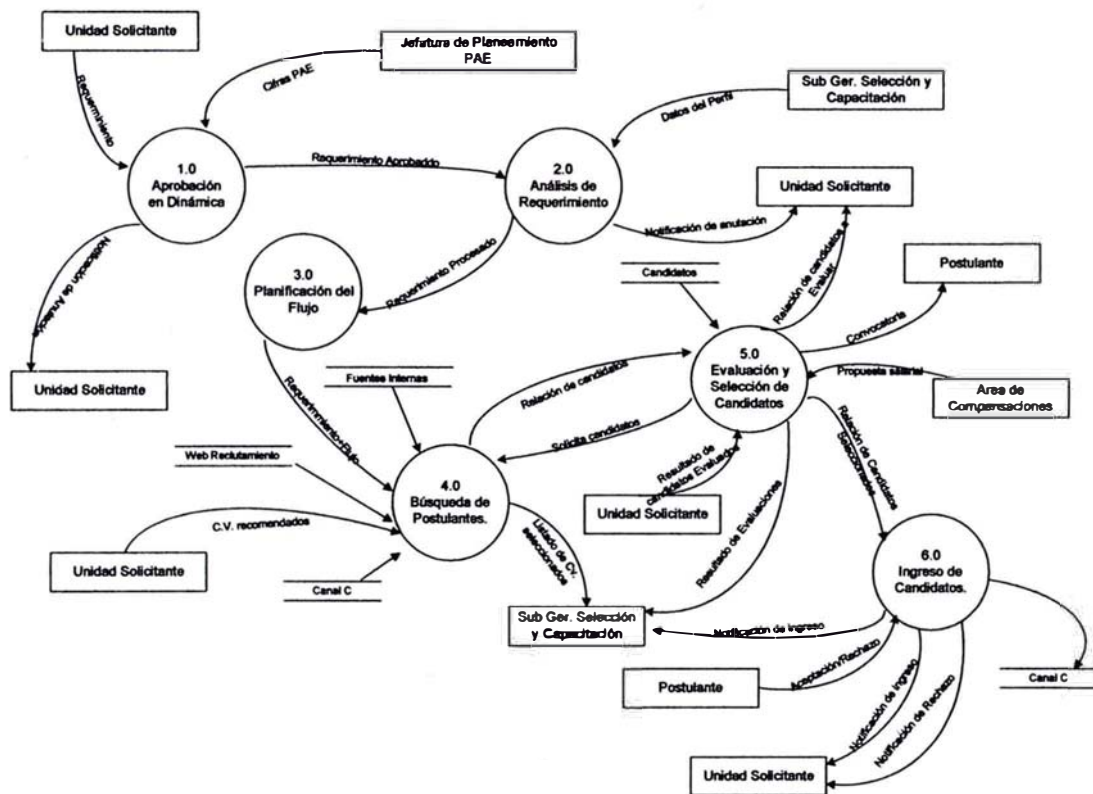 Unidad Solicitante
Jefatura de Planeamiento
PAE
Sub Ger. Selección y
Capacitación
Requerimiento
Cifras PAE
Datos del Perfil
1.0
Aprobación
en Dinámica
Requerimiento Aprobaddo
2.0
Análisis de
Requerimiento
Unidad Solicitante
Notificación de anulación
Notificación de Anulación
Requerimiento Procesado
3.0
Planificación del
Flujo
Candidatos
Relación de candidatos a
Evaluar
Postulante
Convocatoria
Unidad Solicitante
5.0
Evaluación y
Selección de
Candidatos
Propuesta salarial
Area de
Compensaciones
Fuentes Internas
Relación de candidatos
Requerimmiento+Flujo
Solicita candidatos
Relación de Candidatos
Seleccionados
Web Reclutamiento
4.0
Búsqueda de
Postulantes.
Resultado de
candidatos Evaluados
Unidad Solicitante
C.V. recomendados
Unidad Solicitante
Canal C
Listado de CV.
seleccionados
Resultado de Evaluaciones
6.0
Ingreso de
Candidatos.
Sub Ger. Selección
y Capacitación
Notificación de Ingreso
Postulante
Aceptación/Rechazo
Canal C
Notificación de Ingreso
Notificación de Rechazo
Unidad Solicitante